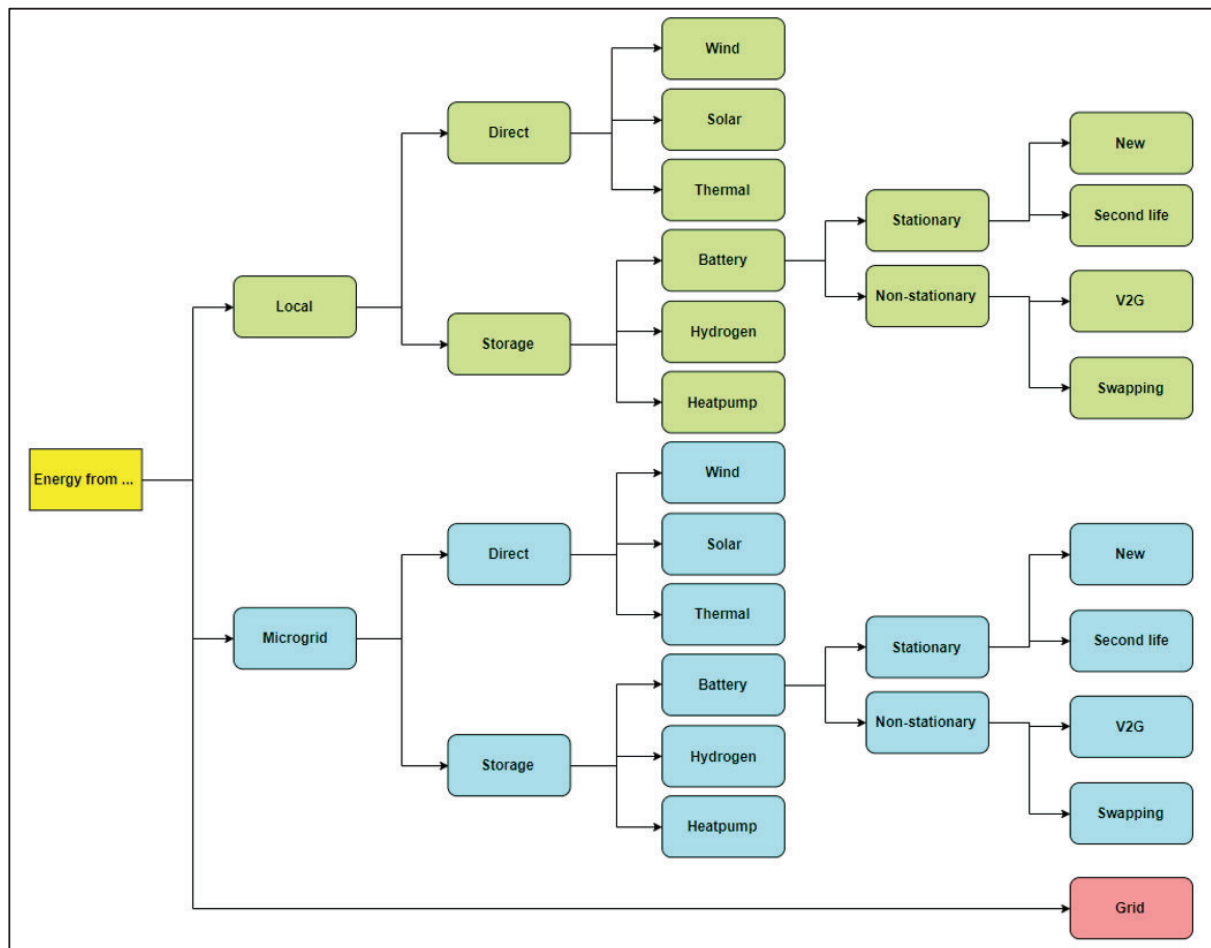 Energy from ...
Local
Direct
Wind
Solar
Thermal
Storage
Battery
Stationary
New
Second life
Non-stationary
V2G
Swapping
Hydrogen
Heatpump
Microgrid
Direct
Wind
Solar
Thermal
Storage
Battery
Stationary
New
Second life
Non-stationary
V2G
Swapping
Hydrogen
Heatpump
Grid